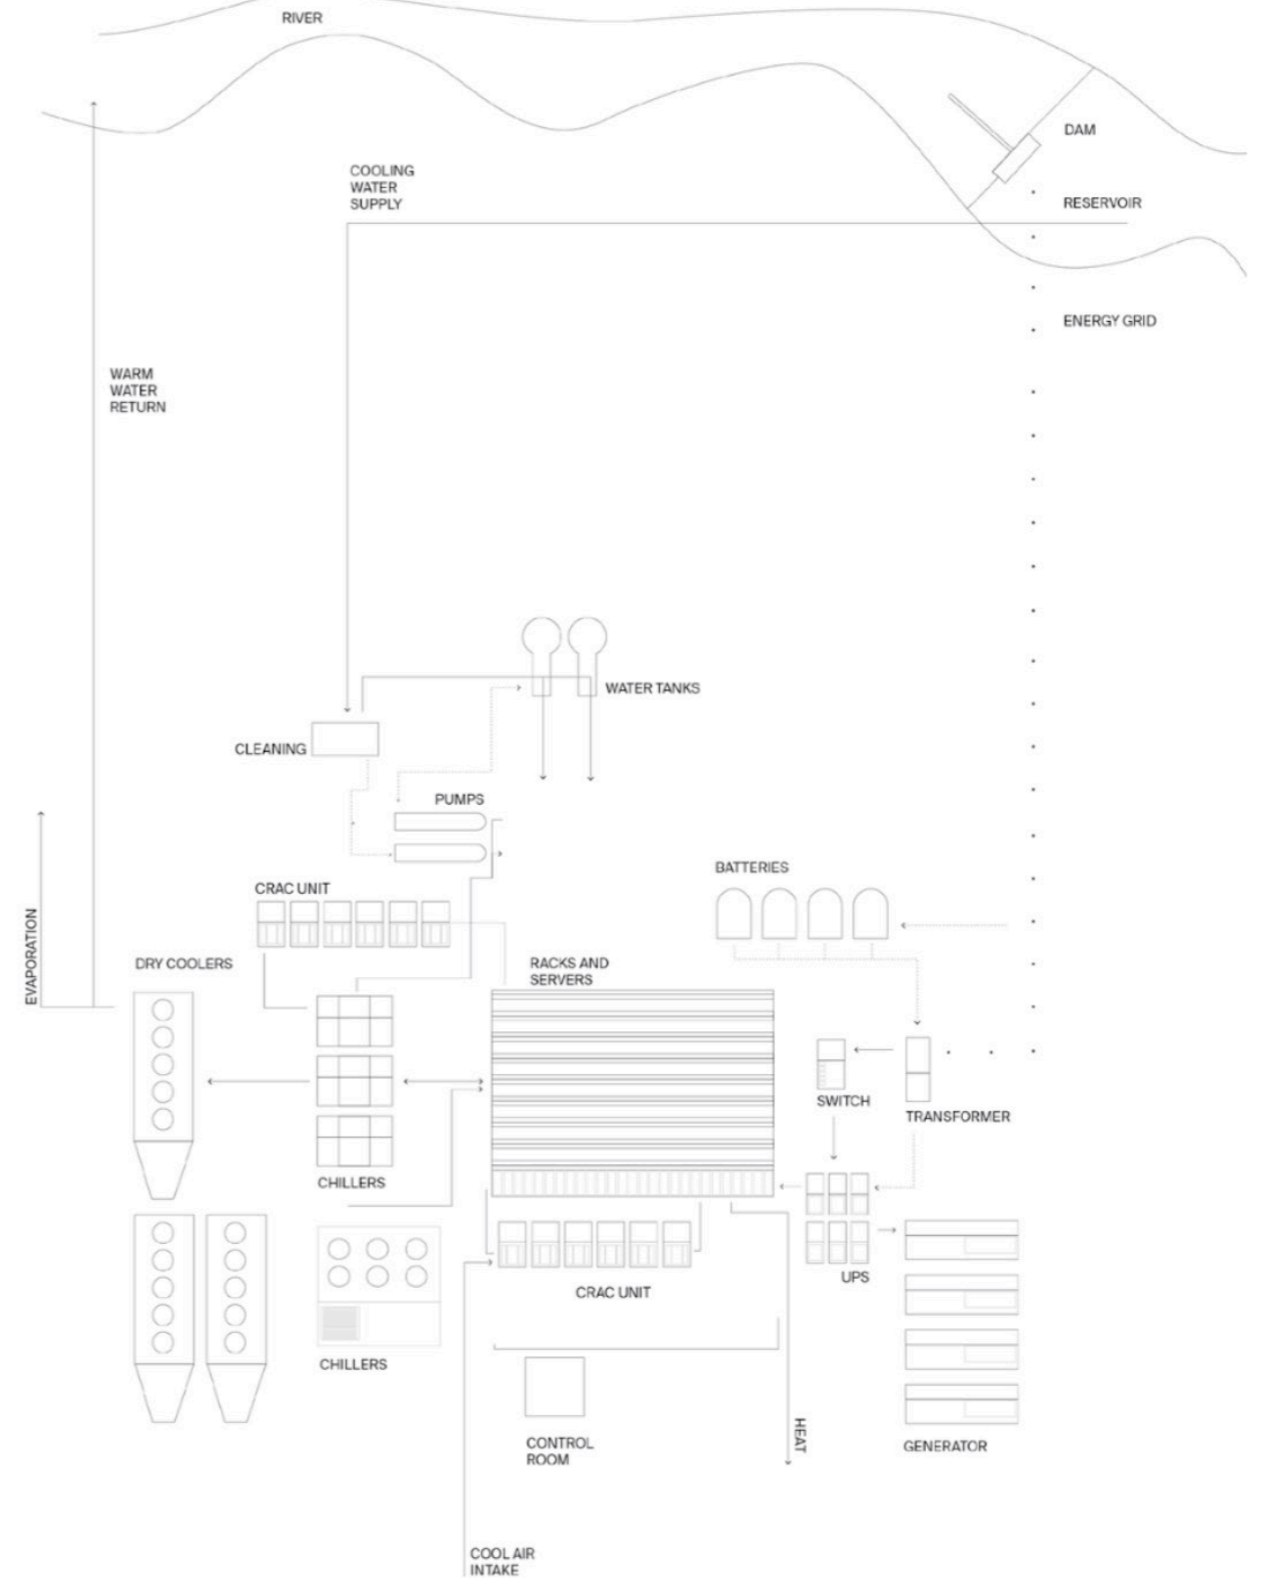 RIVER
DAM
COOLING
WATER
SUPPLY
RESERVOIR
ENERGY GRID
WARM
WATER
RETURN
WATER TANKS
CLEANING
PUMPS
BATTERIES
CRAC UNIT
EVAPORATION
DRY COOLERS
RACKS AND
SERVERS
SWITCH
TRANSFORMER
CHILLERS
UPS
CRAC UNIT
CHILLERS
HEAT
CONTROL
ROOM
GENERATOR
COOL AIR
INTAKE